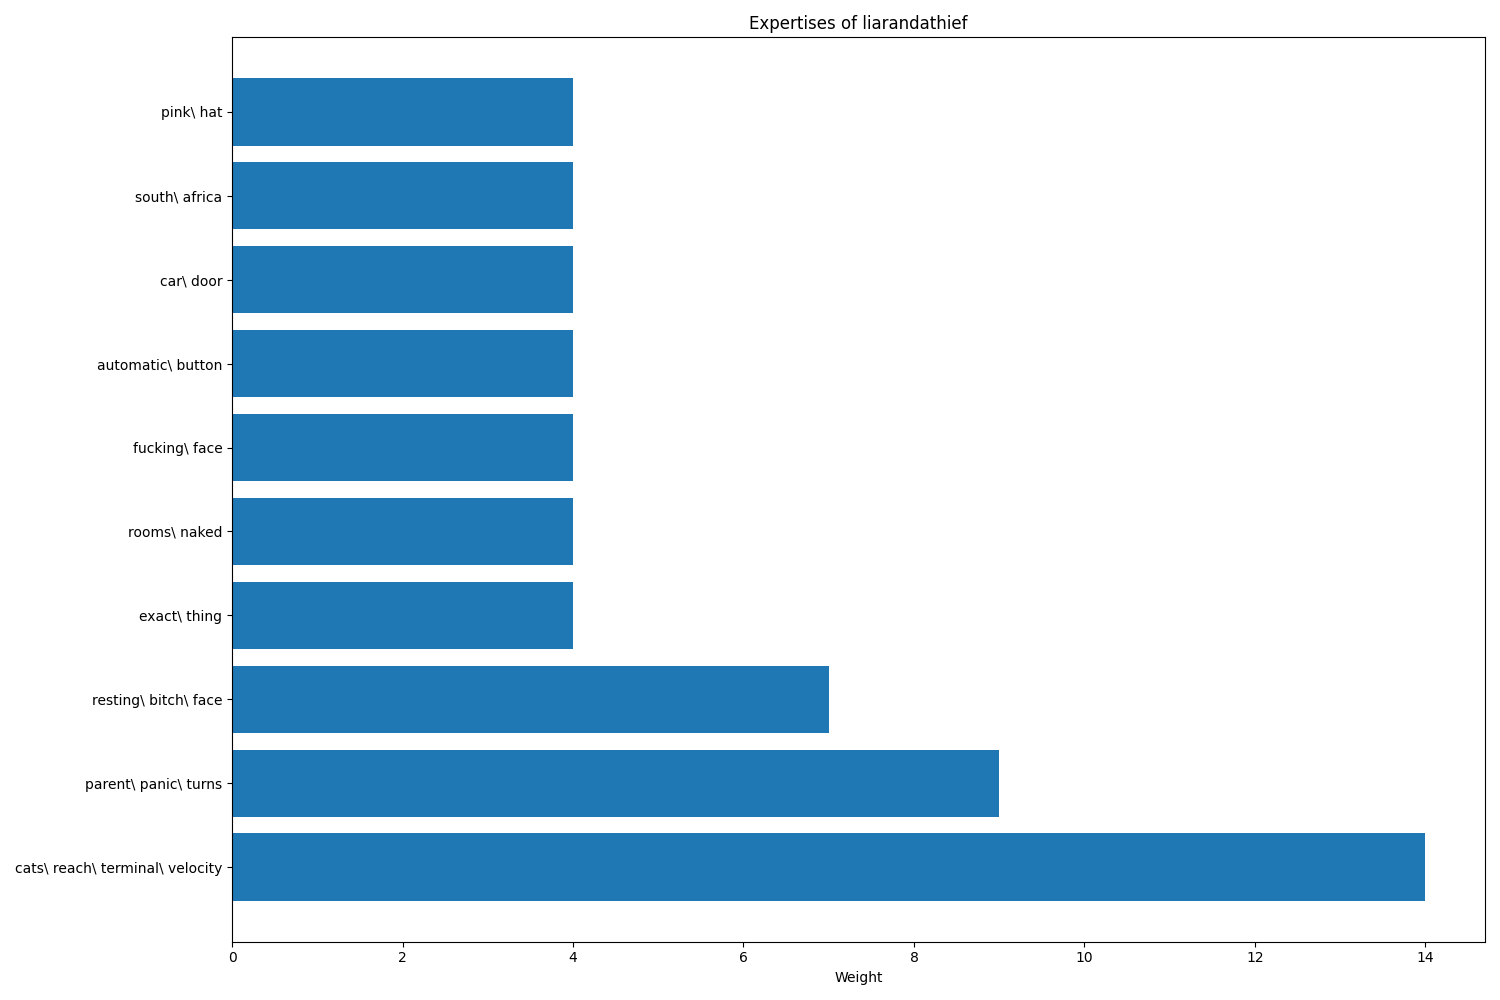 Expertises of liarandathief
pink\ hat
south\ africa
car\ door
automatic\ button
fucking\ face
rooms\ naked
exact\ thing
resting\ bitch\ face
parent\ panic\ turns
cats\ reach\ terminal\ velocity
0 2 4 6 8 10 12 14
Weight